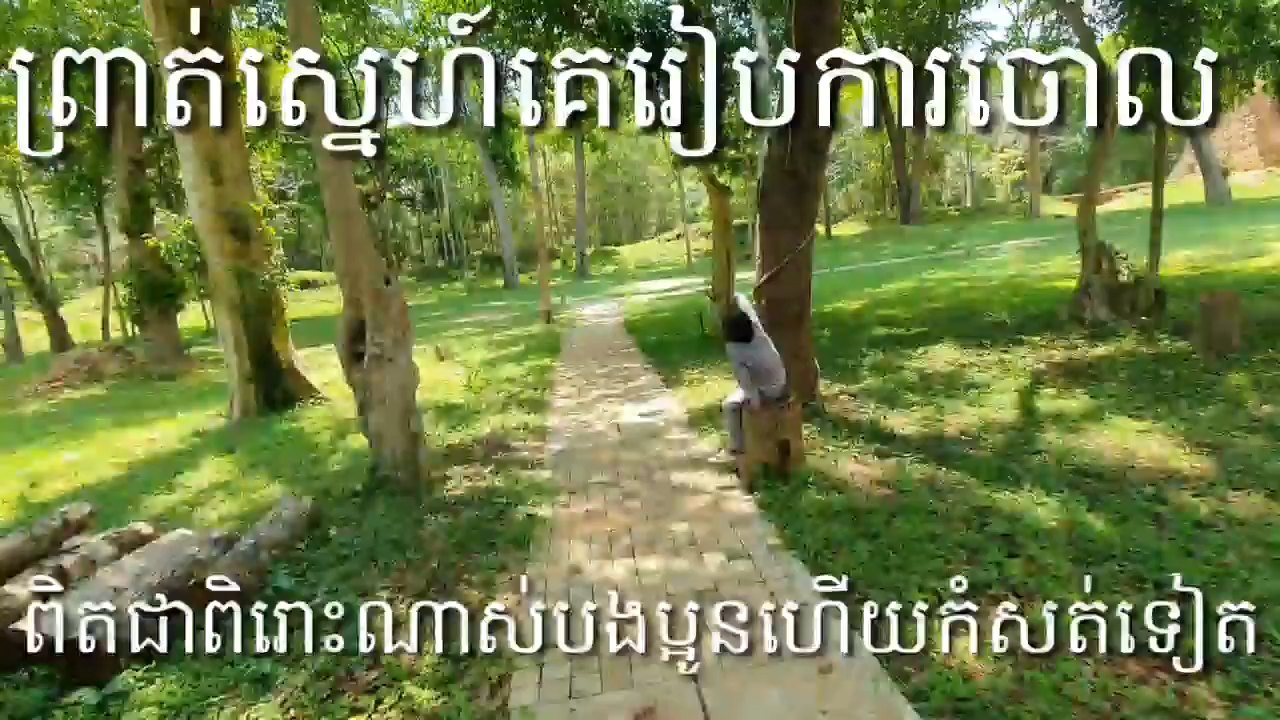 ព្រាត់ស្នេហ៍គេរៀបការចោល
ពិតជាពិរោះណាស់បងប្អូនហើយកំសត់ទៀត